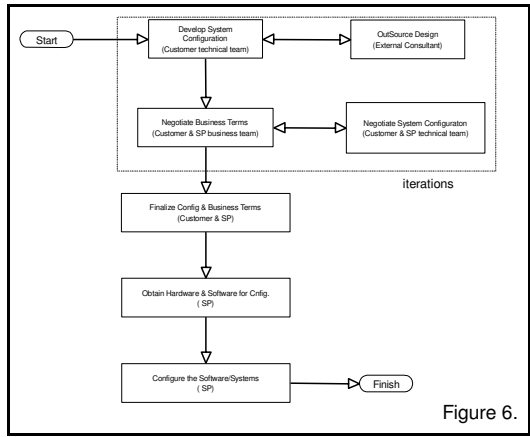 Start
Develop System
Configuration
(Customer technical team)
OutSource Design
(External Consultant)
Negotiate Business Terms
(Customer & SP business team)
Negotiate System Configuraton
(Customer & SP technical team)
iterations
Finalize Config & Business Terms
(Customer & SP)
Obtain Hardware & Software for Cnfig.
( SP)
Configure the Software/Systems
( SP)
Finish
Figure 6.